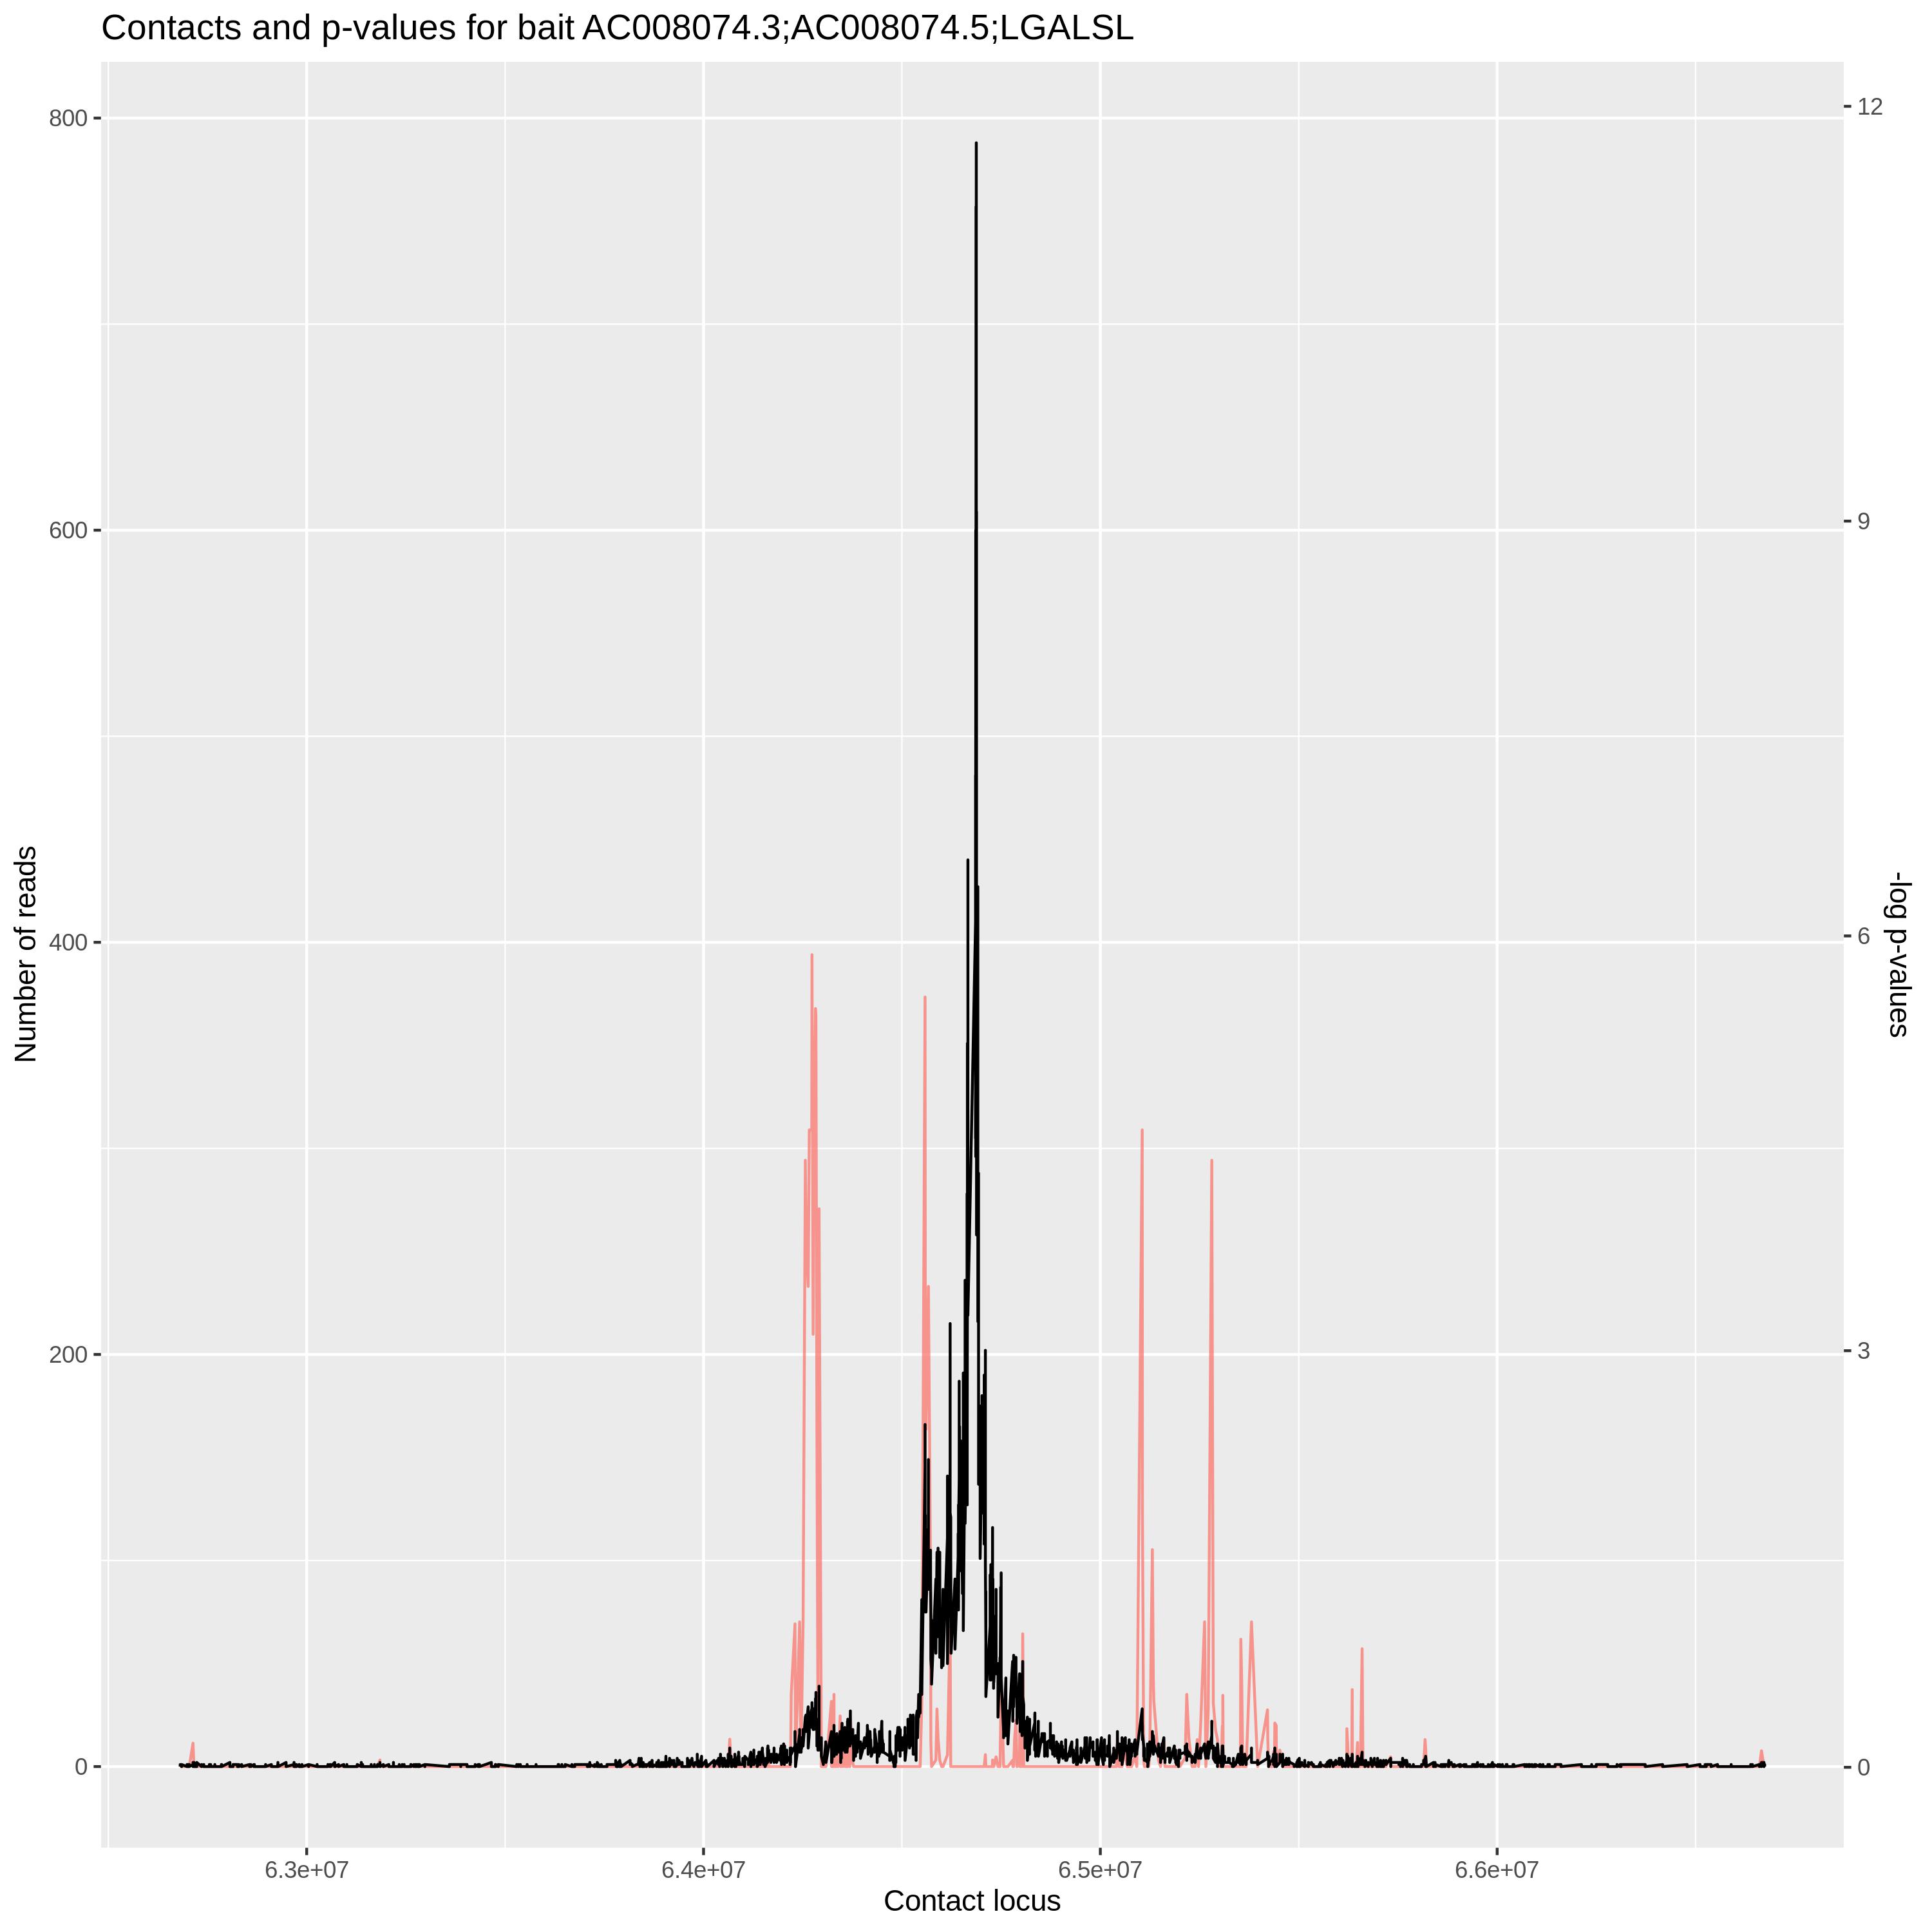 Contacts and p-values for bait AC008074.3;AC008074.5;LGALSL
800
600
400
200
0
12
9
6
3
0
Number of reads
-log p-values
6.3e+07
6.4e+07
6.5e+07
6.6e+07
Contact locus